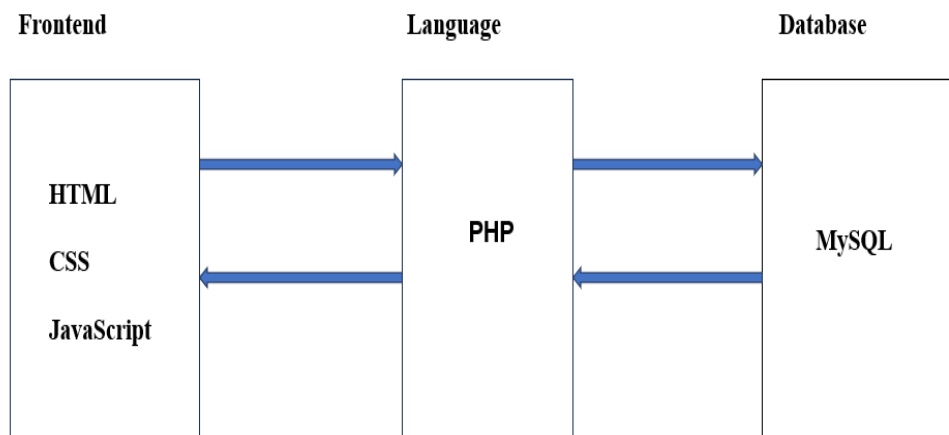 Frontend
Language
Database
HTML
CSS
JavaScript
PHP
MySQL